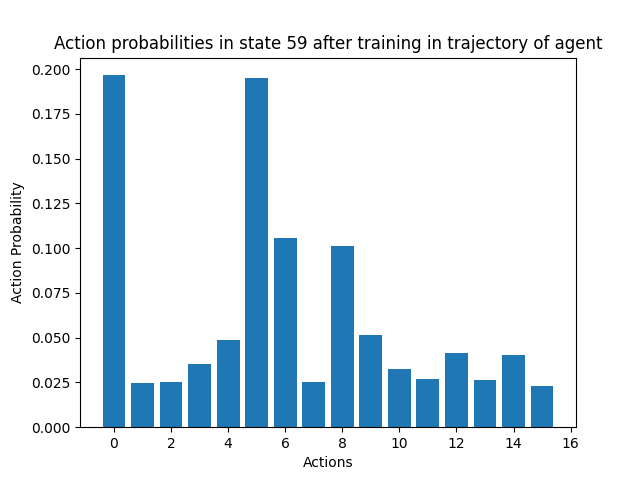 Action probabilities in state 59 after training in trajectory of agent
0.200
0.175
0.150
0.125
0.100
0.075
0.050
0.025
0.000
Action Probability
0 2 4 6 8 10 12 14 16
Actions